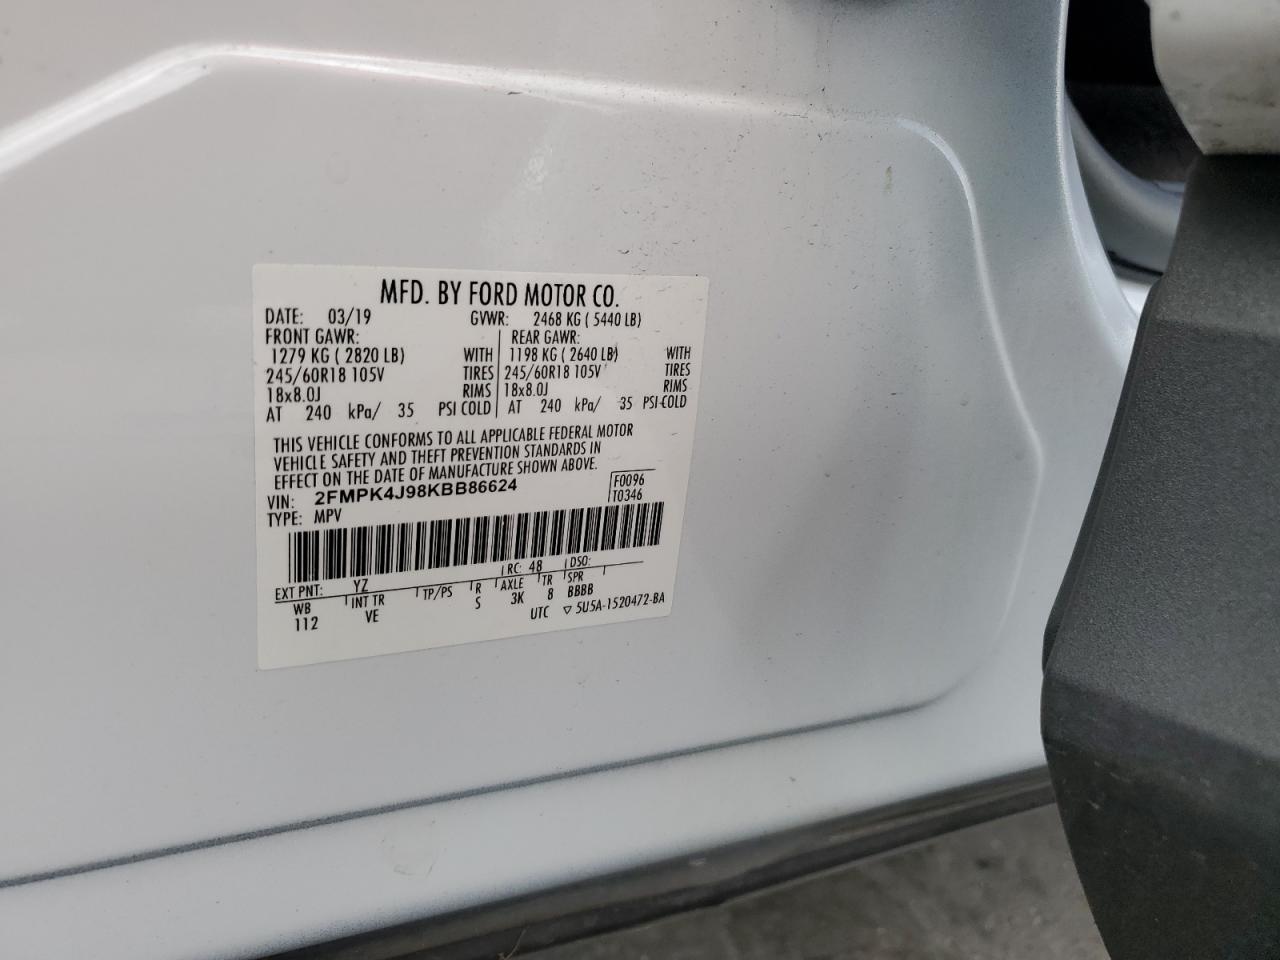 MFD. BY FORD MOTOR CO.
DATE: 03/19 GVWR: 2468 KG ( 5440 LB)
FRONT GAWR: REAR GAWR:
1279 KG ( 2820 LB) WITH 1198 KG ( 2640 LB) WITH
245/60R18 105V TIRES 245/60R18 105V TIRES
18x8.0J RIMS 18x8.0J RIMS
AT 240 kPa/ 35 PSI COLD AT 240 kPa/ 35 PSI COLD
THIS VEHICLE CONFORMS TO ALL APPLICABLE FEDERAL MOTOR
VEHICLE SAFETY AND THEFT PREVENTION STANDARDS IN
EFFECT ON THE DATE OF MANUFACTURE SHOWN ABOVE.
VIN: 2FMPK4J98KBB86624 F0096
TYPE: MPV T0346
EXT PNT: YZ RC: 48 DSO:
WB INT TR TP/PS R AXLE TR SPR
112 VE S 3K 8 BBBB
UTC ▽ 5U5A-1520472-BA